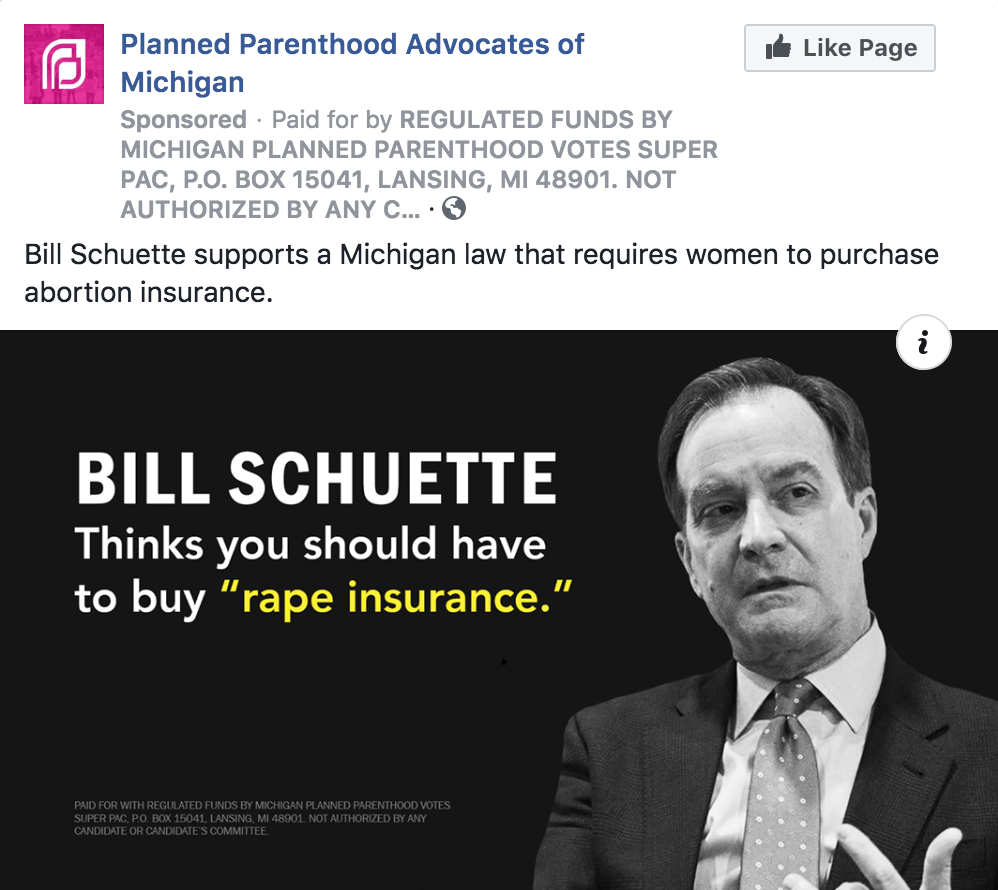 Planned Parenthood Advocates of
Michigan
Like Page
Sponsored · Paid for by REGULATED FUNDS BY
MICHIGAN PLANNED PARENTHOOD VOTES SUPER
PAC, P.O. BOX 15041, LANSING, MI 48901. NOT
AUTHORIZED BY ANY C... ·
Bill Schuette supports a Michigan law that requires women to purchase
abortion insurance.
i
BILL SCHUETTE
Thinks you should have
to buy “rape insurance.”
PAID FOR WITH REGULATED FUNDS BY MICHIGAN PLANNED PARENTHOOD VOTES
SUPER PAC, P.O. BOX 15041, LANSING, MI 48901. NOT AUTHORIZED BY ANY
CANDIDATE OR CANDIDATE'S COMMITTEE.